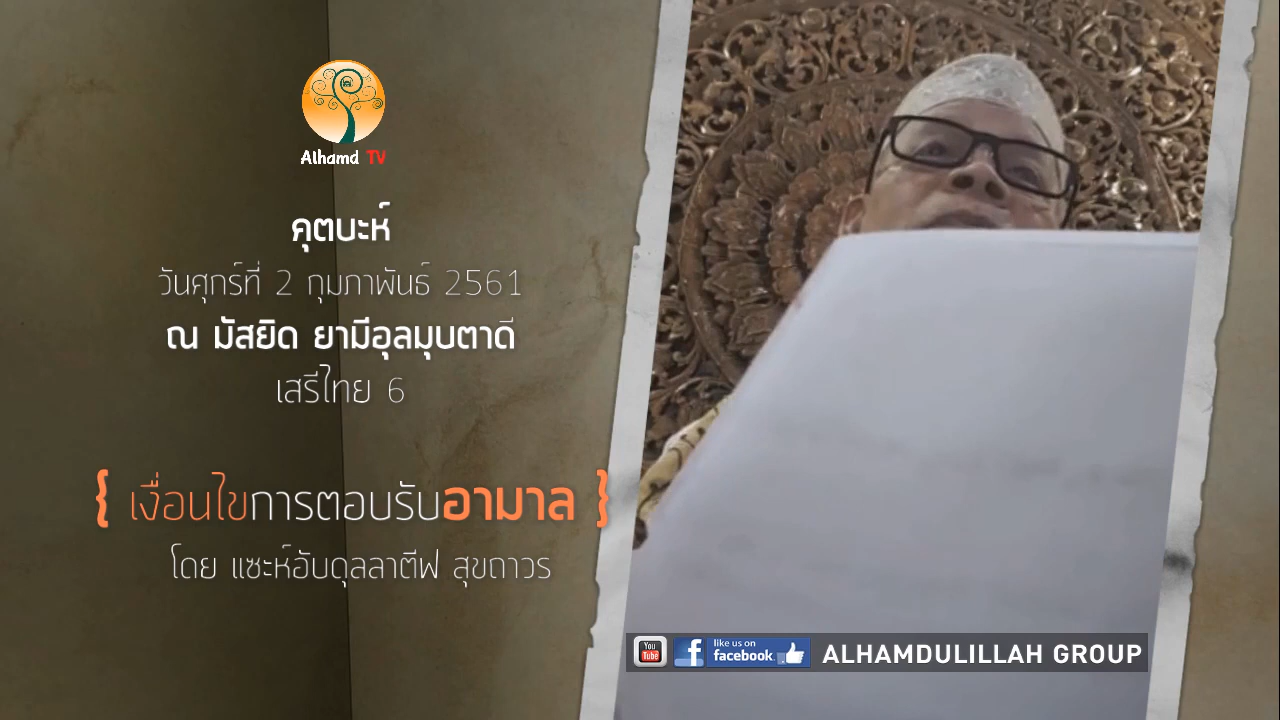 Alhamd TV
คุตบะห์
วันศุกร์ที่ 2 กุมภาพันธ์ 2561
ณ มัสยิด ยามีอุลมุบตาดี
เสรีไทย 6
{ เงื่อนไขการตอบรับอามาล }
โดย แซะห์อับดุลลาตีฟ สุขถาวร
You Tube
f
like us on
facebook
ALHAMDULILLAH GROUP